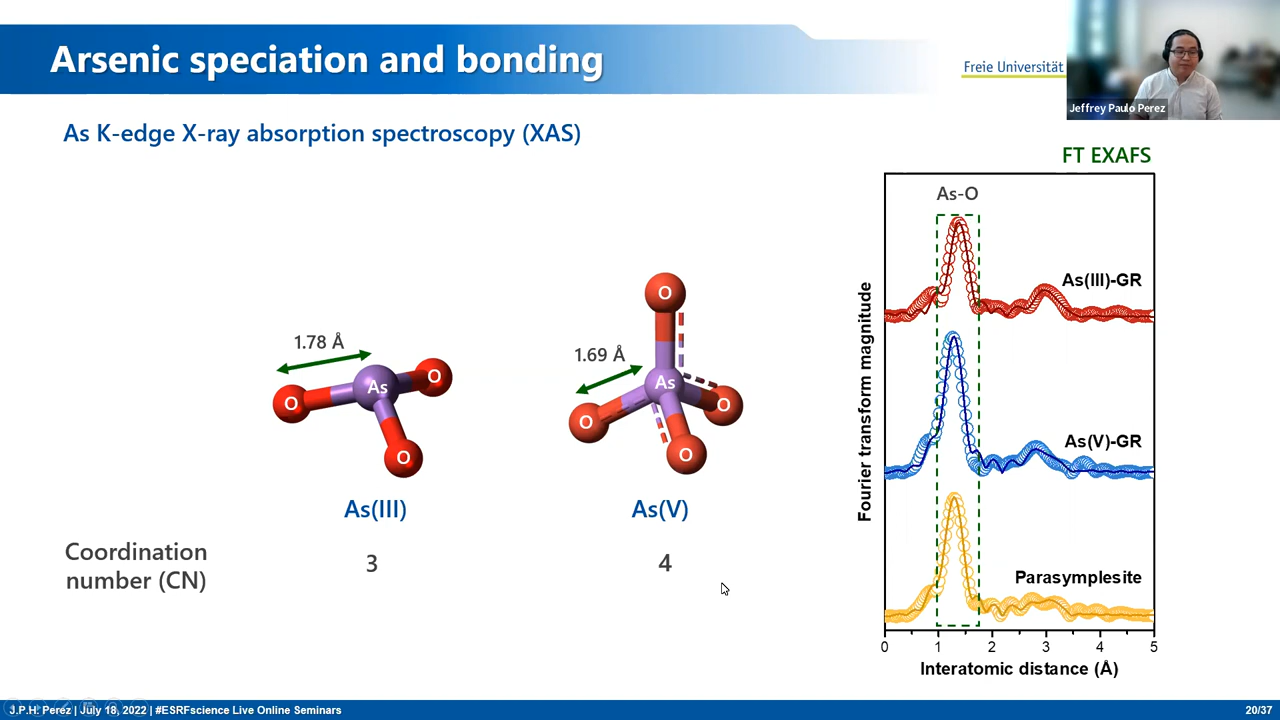 Arsenic speciation and bonding
Freie Universität
Jeffrey Paulo Perez
As K-edge X-ray absorption spectroscopy (XAS)
1.78 Å
O
As
O
O
As(III)
1.69 Å
O
As
O
O
O
As(V)
Coordination
number (CN)
3
4
FT EXAFS
As-O
As(III)-GR
As(V)-GR
Parasymplesite
Fourier transform magnitude
0 1 2 3 4 5
Interatomic distance (Å)
J.P.H. Perez | July 18, 2022 | #ESRFscience Live Online Seminars
20/37